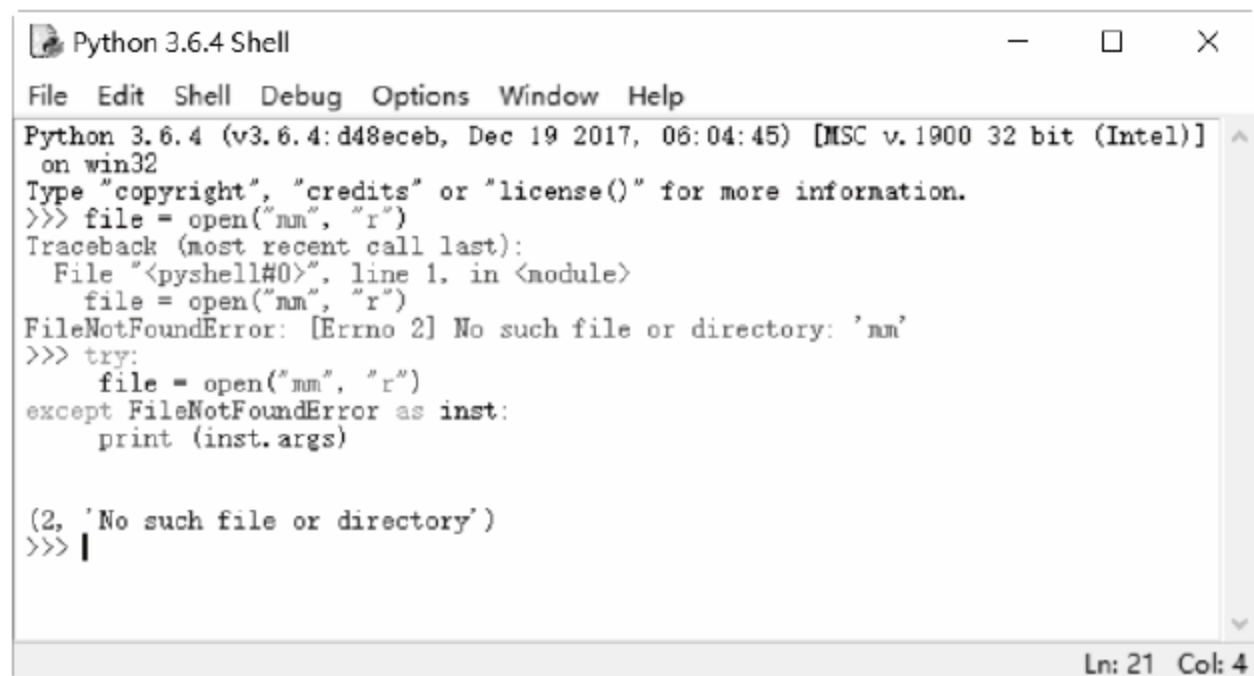 Python 3.6.4 Shell
File Edit Shell Debug Options Window Help
Python 3.6.4 (v3.6.4:d48eceb, Dec 19 2017, 06:04:45) [MSC v.1900 32 bit (Intel)]
on win32
Type "copyright", "credits" or "license()" for more information.
>>> file = open("nm", "r")
Traceback (most recent call last):
  File "<pyshell#0>", line 1, in <module>
    file = open("nm", "r")
FileNotFoundError: [Errno 2] No such file or directory: 'nm'
>>> try:
     file = open("nm", "r")
except FileNotFoundError as inst:
     print (inst.args)
(2, 'No such file or directory')
>>>
Ln: 21 Col: 4